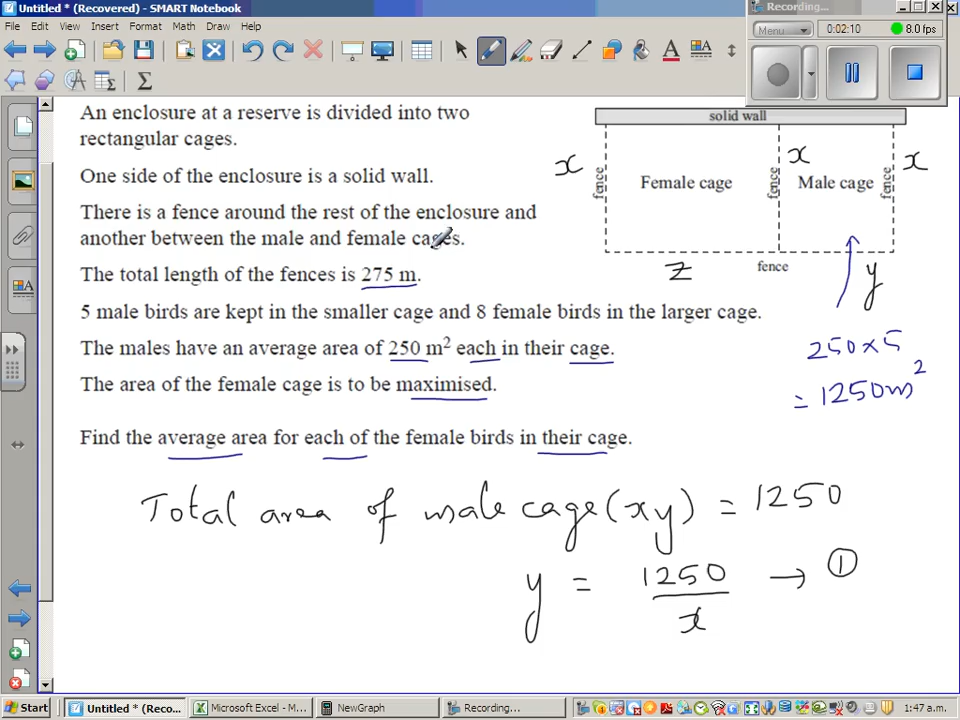 Untitled * (Recovered) - SMART Notebook
Recording...
File Edit View Insert Format Math Draw Help
Menu
0:02:10
8.0 fps
An enclosure at a reserve is divided into two
rectangular cages.
One side of the enclosure is a solid wall.
There is a fence around the rest of the enclosure and
another between the male and female cages.
The total length of the fences is 275 m.
5 male birds are kept in the smaller cage and 8 female birds in the larger cage.
The males have an average area of 250 m² each in their cage.
The area of the female cage is to be maximised.
Find the average area for each of the female birds in their cage.
solid wall
x x x
fence Female cage fence Male cage fence
z fence y
250 x 5
= 1250m²
Total area of male cage (xy) = 1250
y = 1250/x → ①
Start
Untitled * (Reco...
Microsoft Excel - M...
NewGraph
Recording...
1:47 a.m.